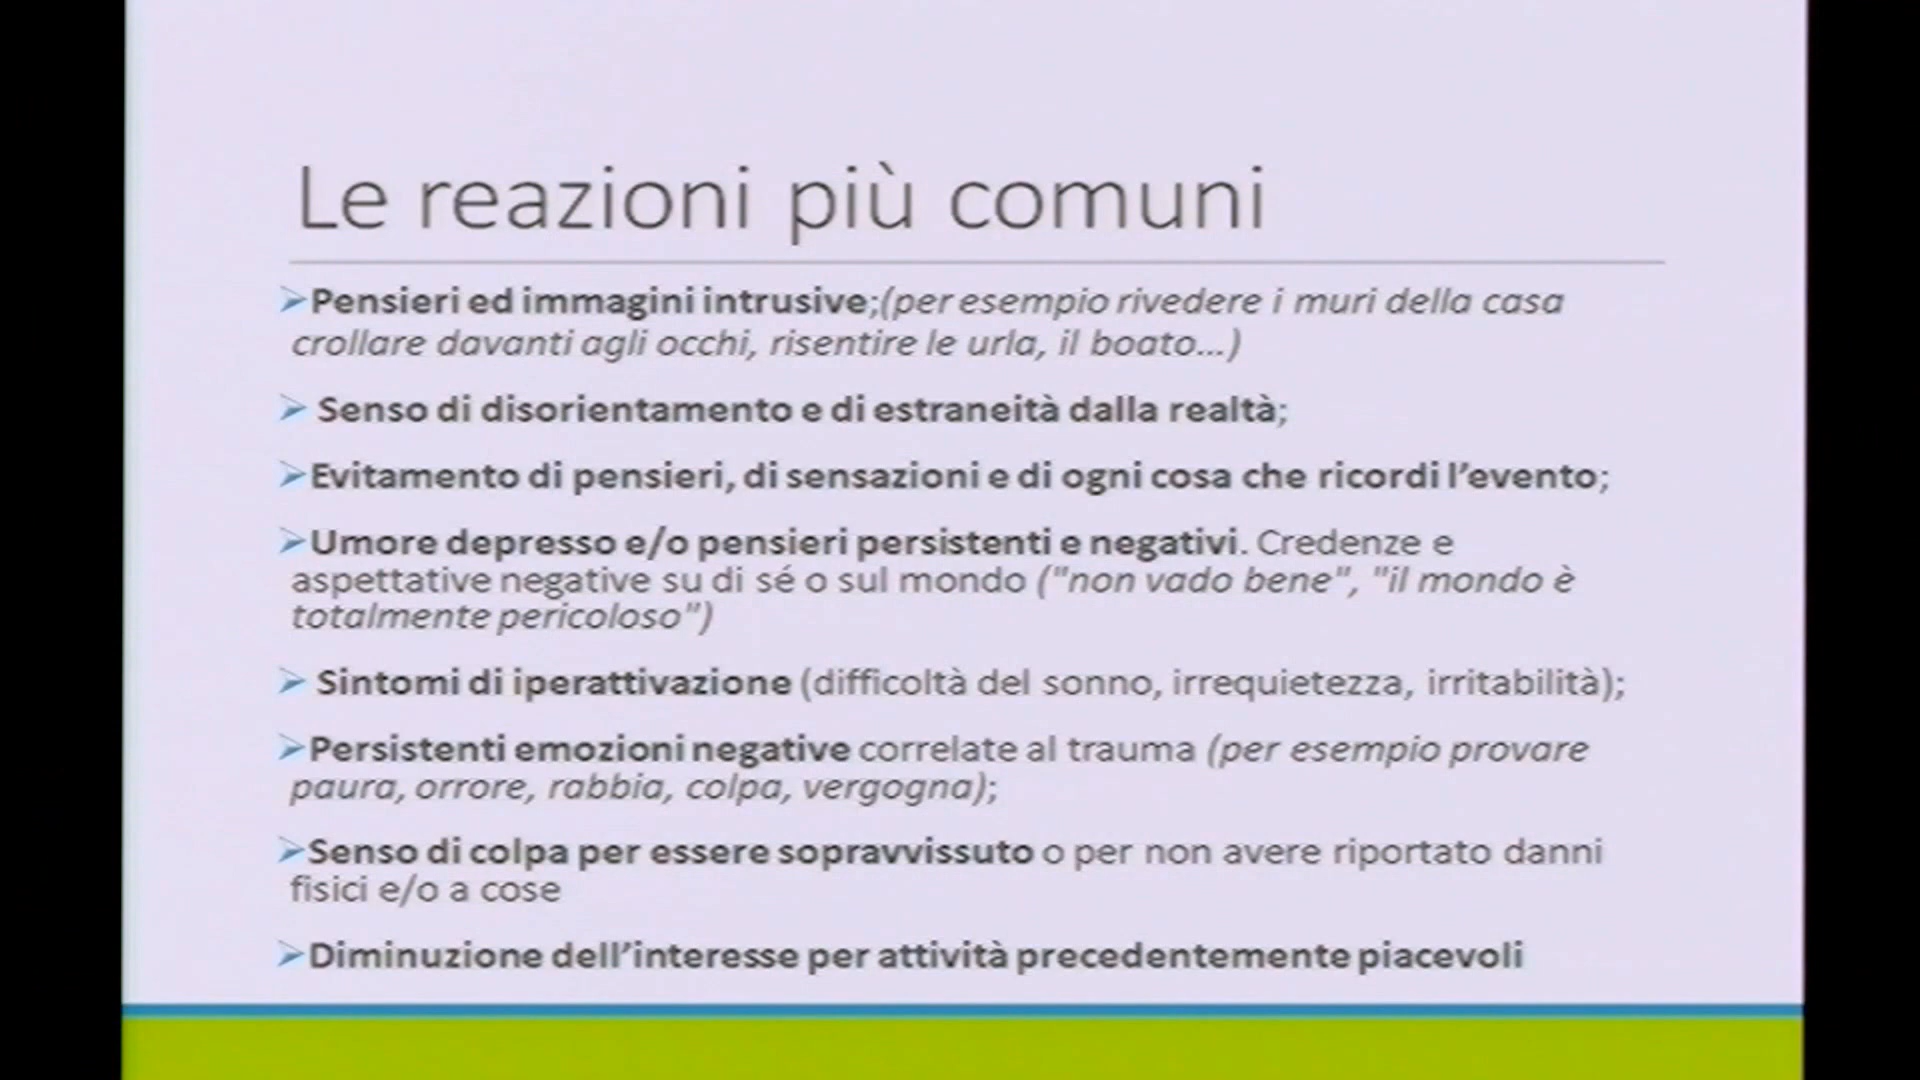 Le reazioni più comuni
Pensieri ed immagini intrusive;(per esempio rivedere i muri della casa
crollare davanti agli occhi, risentire le urla, il boato...)
Senso di disorientamento e di estraneità dalla realtà;
Evitamento di pensieri, di sensazioni e di ogni cosa che ricordi l’evento;
Umore depresso e/o pensieri persistenti e negativi. Credenze e
aspettative negative su di sé o sul mondo ("non vado bene", "il mondo è
totalmente pericoloso")
Sintomi di iperattivazione (difficoltà del sonno, irrequietezza, irritabilità);
Persistenti emozioni negative correlate al trauma (per esempio provare
paura, orrore, rabbia, colpa, vergogna);
Senso di colpa per essere sopravvissuto o per non avere riportato danni
fisici e/o a cose
Diminuzione dell’interesse per attività precedentemente piacevoli